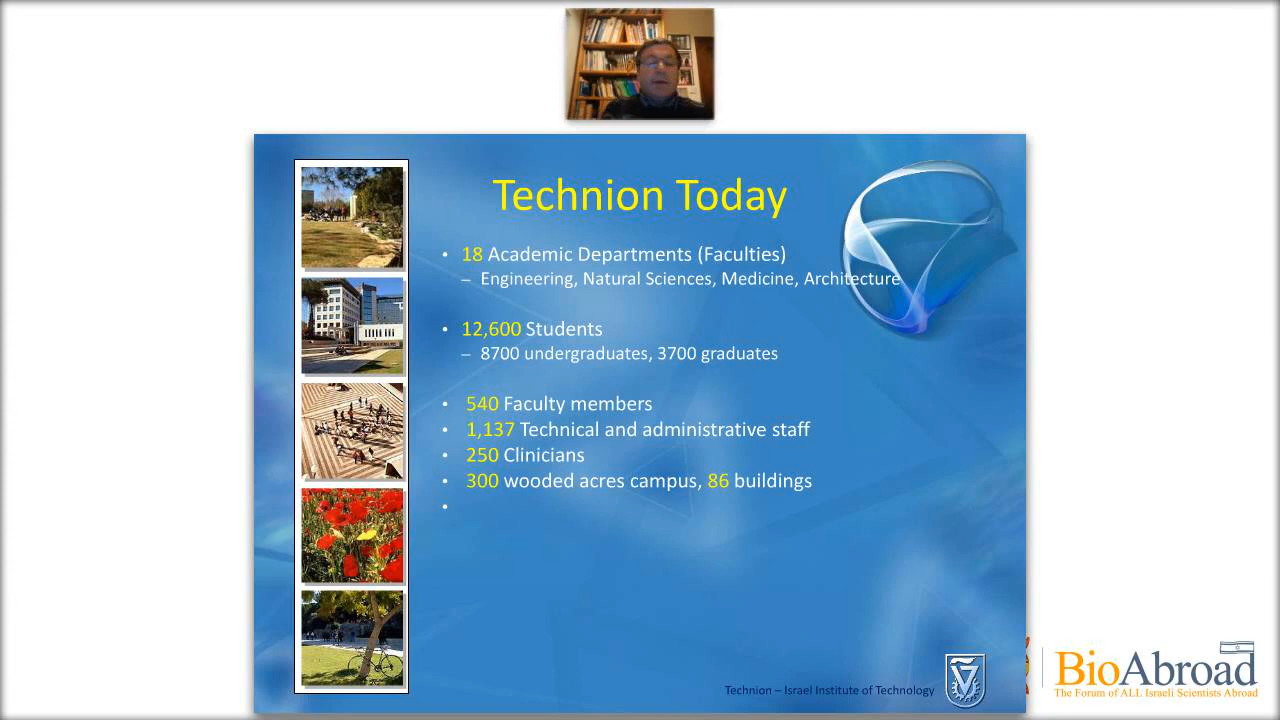 Technion Today
• 18 Academic Departments (Faculties)
– Engineering, Natural Sciences, Medicine, Architecture
• 12,600 Students
– 8700 undergraduates, 3700 graduates
• 540 Faculty members
• 1,137 Technical and administrative staff
• 250 Clinicians
• 300 wooded acres campus, 86 buildings
•
Technion – Israel Institute of Technology
BioAbroad
The Forum of ALL Israeli Scientists Abroad